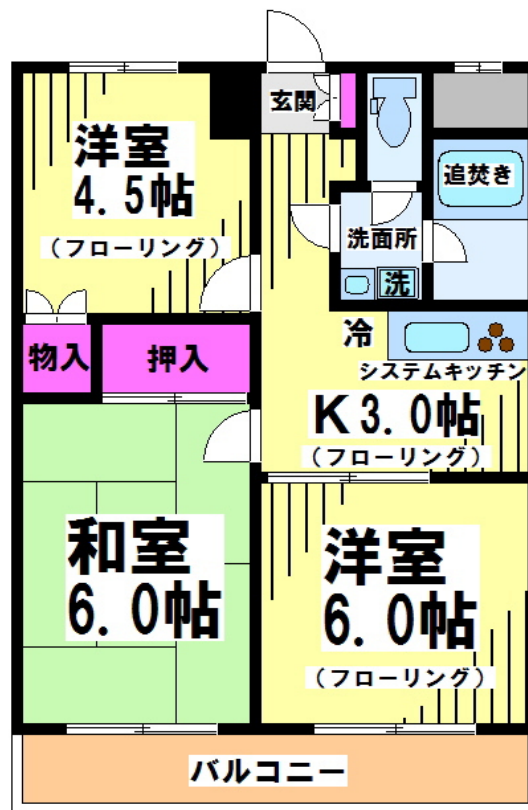 玄関
洋室
4.5帖
（フローリング）
追焚き
洗面所
洗
物入
押入
冷
システムキッチン
K3.0帖
（フローリング）
和室
6.0帖
洋室
6.0帖
（フローリング）
バルコニー